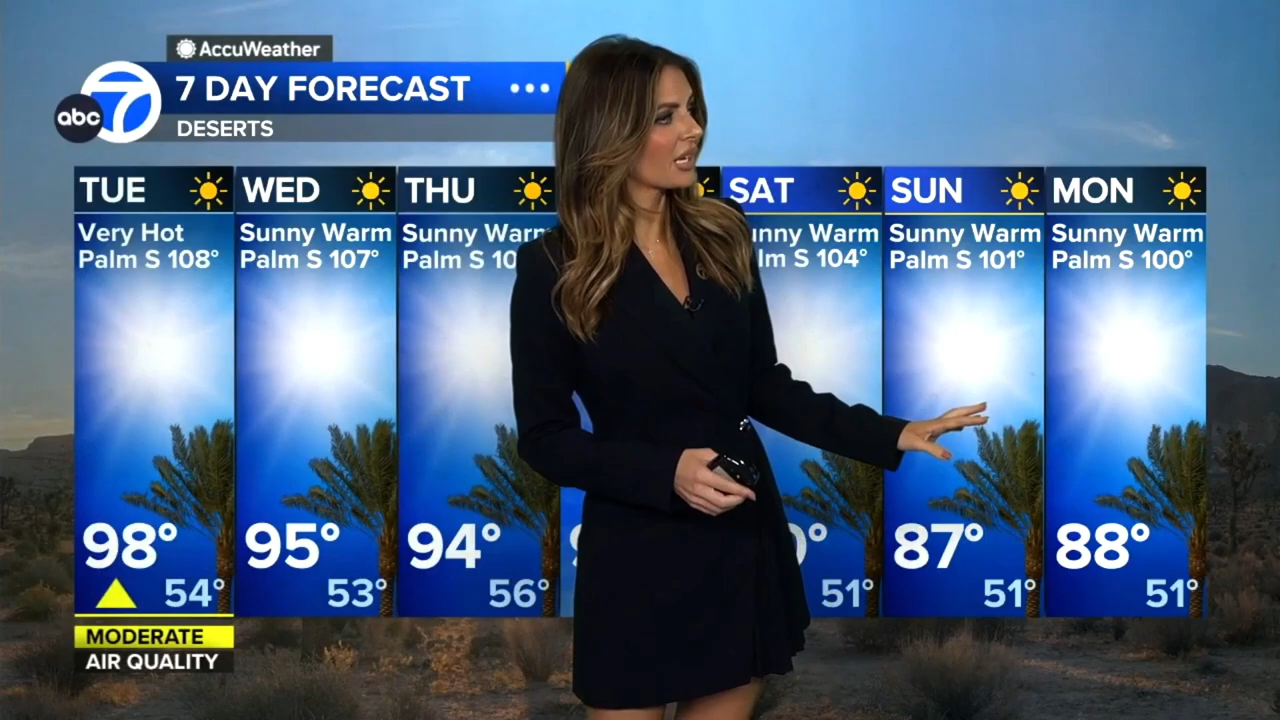 AccuWeather
abc 7
7 DAY FORECAST
DESERTS
TUE
WED
THU
SAT
SUN
MON
Very Hot
Palm S 108°
Sunny Warm
Palm S 107°
Sunny Warm
Palm S
Warm
S 104°
Sunny Warm
Palm S 101°
Sunny Warm
Palm S 100°
98°
95°
94°
87°
88°
54°
53°
56°
51°
51°
51°
MODERATE
AIR QUALITY